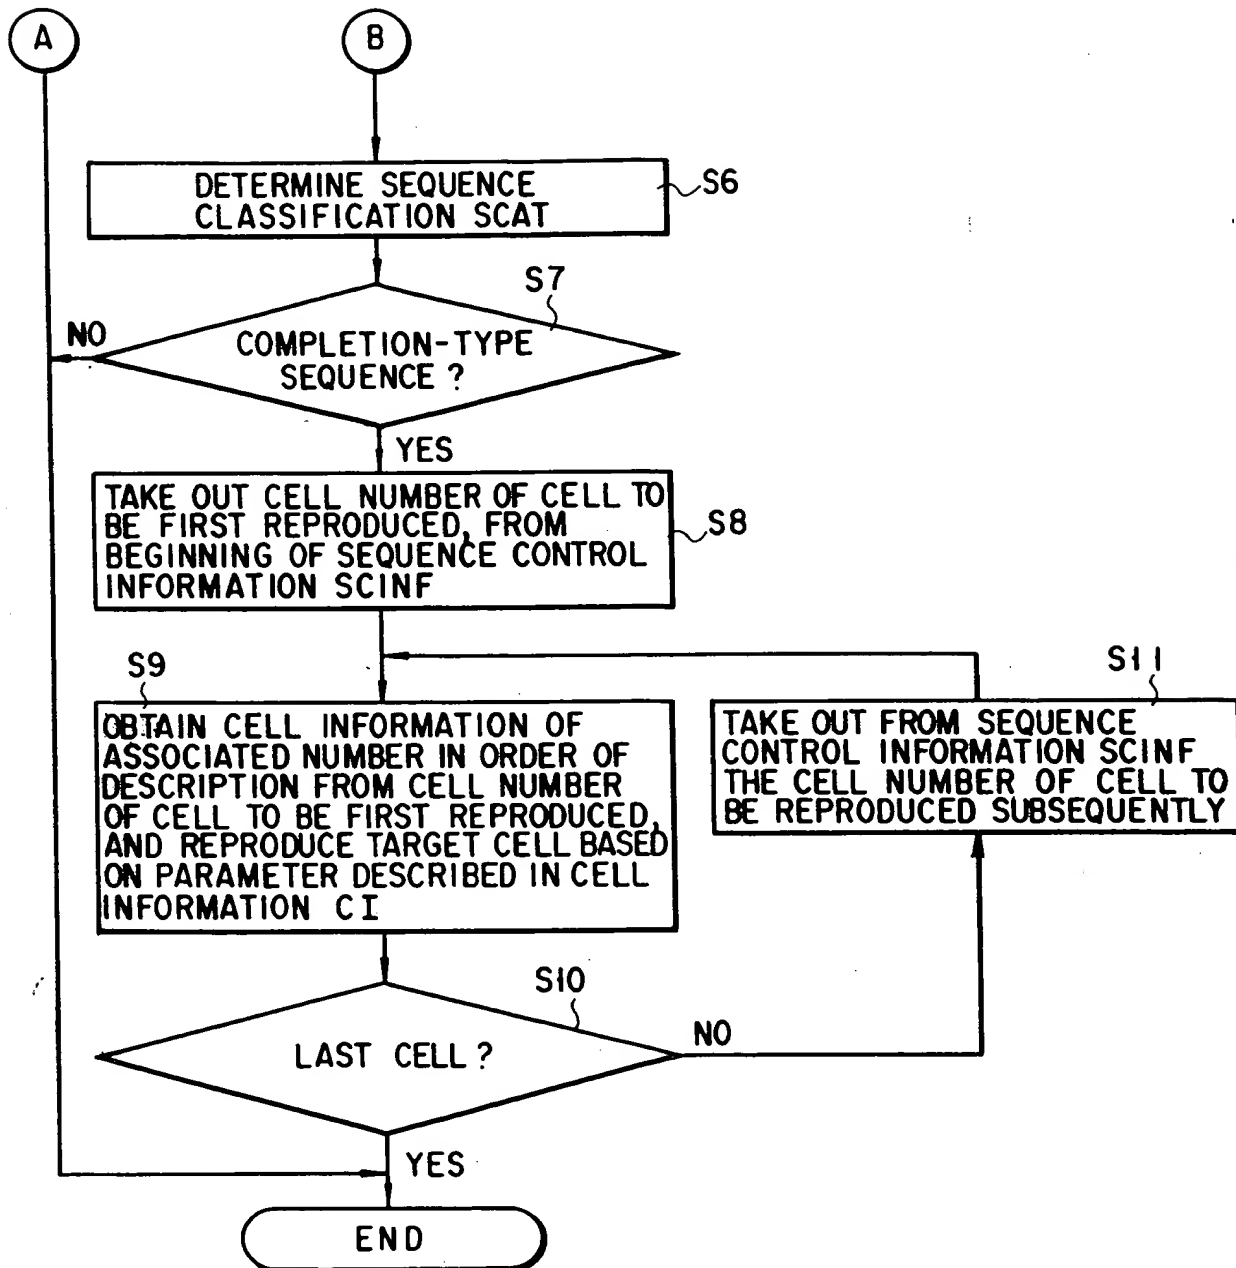 A
B
DETERMINE SEQUENCE
CLASSIFICATION SCAT
S6
S7
NO
COMPLETION-TYPE
SEQUENCE?
YES
TAKE OUT CELL NUMBER OF CELL TO
BE FIRST REPRODUCED, FROM
BEGINNING OF SEQUENCE CONTROL
INFORMATION SCINF
S8
S9
OBTAIN CELL INFORMATION OF
ASSOCIATED NUMBER IN ORDER OF
DESCRIPTION FROM CELL NUMBER
OF CELL TO BE FIRST REPRODUCED,
AND REPRODUCE TARGET CELL BASED
ON PARAMETER DESCRIBED IN CELL
INFORMATION CI
S11
TAKE OUT FROM SEQUENCE
CONTROL INFORMATION SCINF
THE CELL NUMBER OF CELL TO
BE REPRODUCED SUBSEQUENTLY
S10
LAST CELL?
NO
YES
END